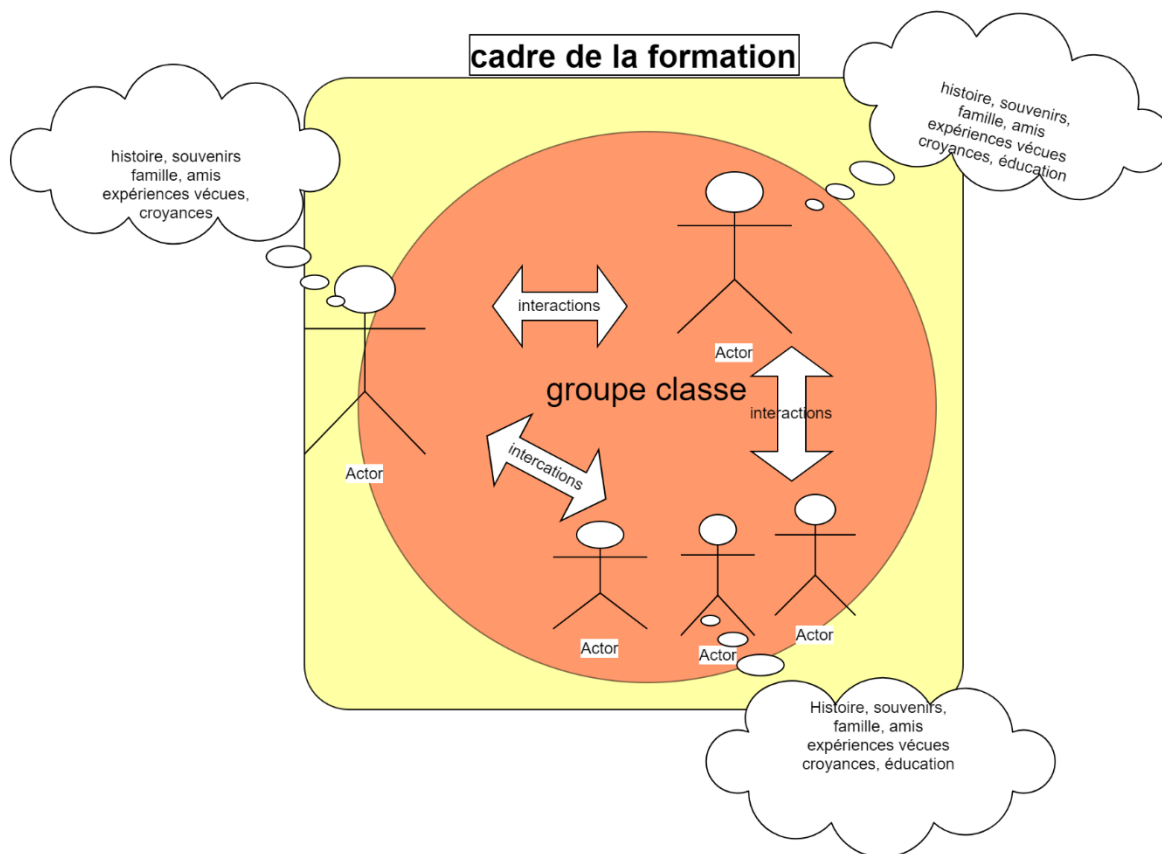 cadre de la formation
histoire, souvenirs
famille, amis
expériences vécues,
croyances
histoire, souvenirs,
famille, amis
expériences vécues
croyances, éducation
interactions
Actor
groupe classe
interactions
Actor
intercations
Actor
Actor
Actor
Histoire, souvenirs,
famille, amis
expériences vécues
croyances, éducation